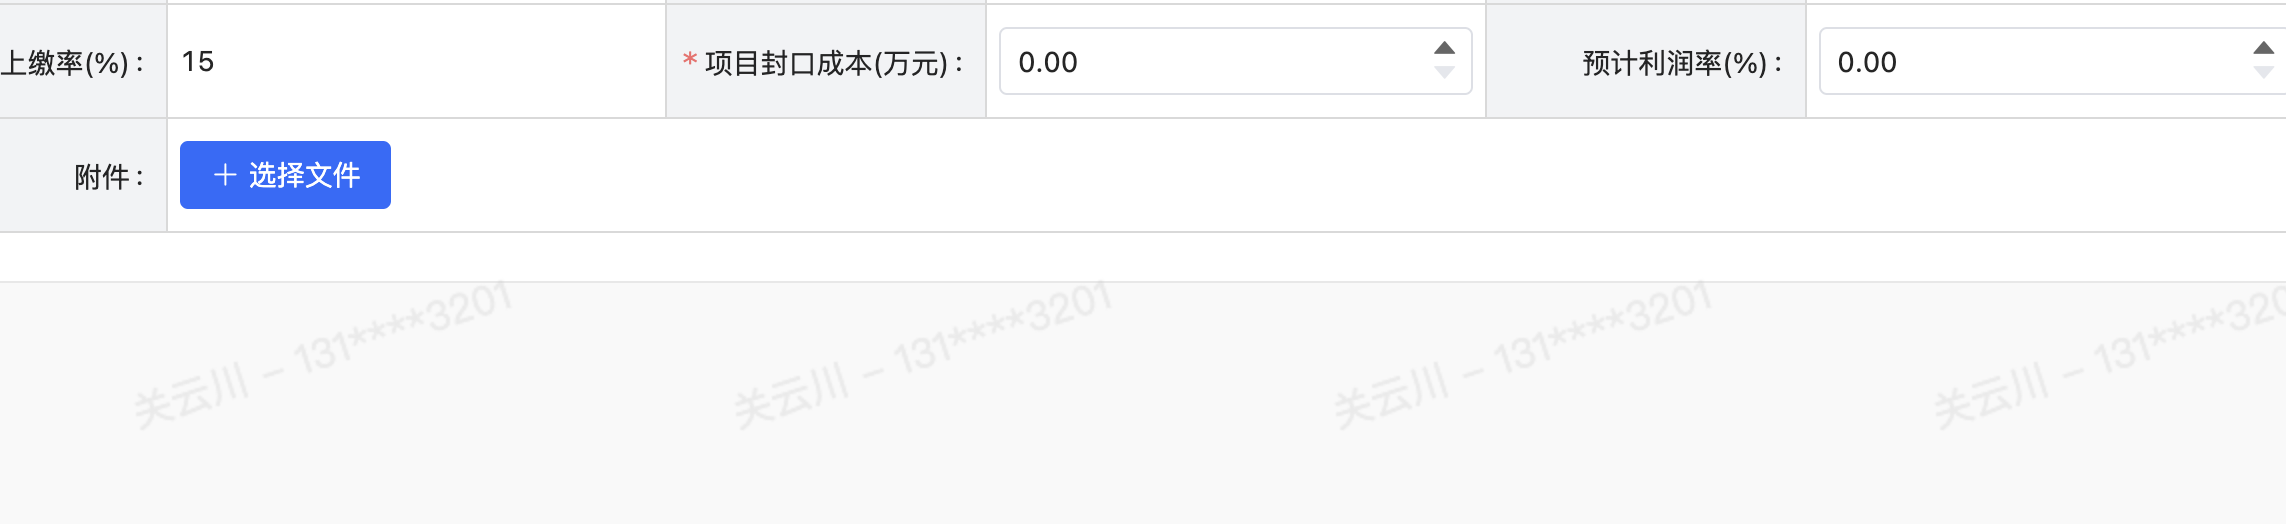 上缴率(%) : 15 * 项目封口成本(万元) : 0.00 预计利润率(%) : 0.00
附件 : + 选择文件
关云川 - 131****3201 关云川 - 131****3201 关云川 - 131****3201 关云川 - 131****320